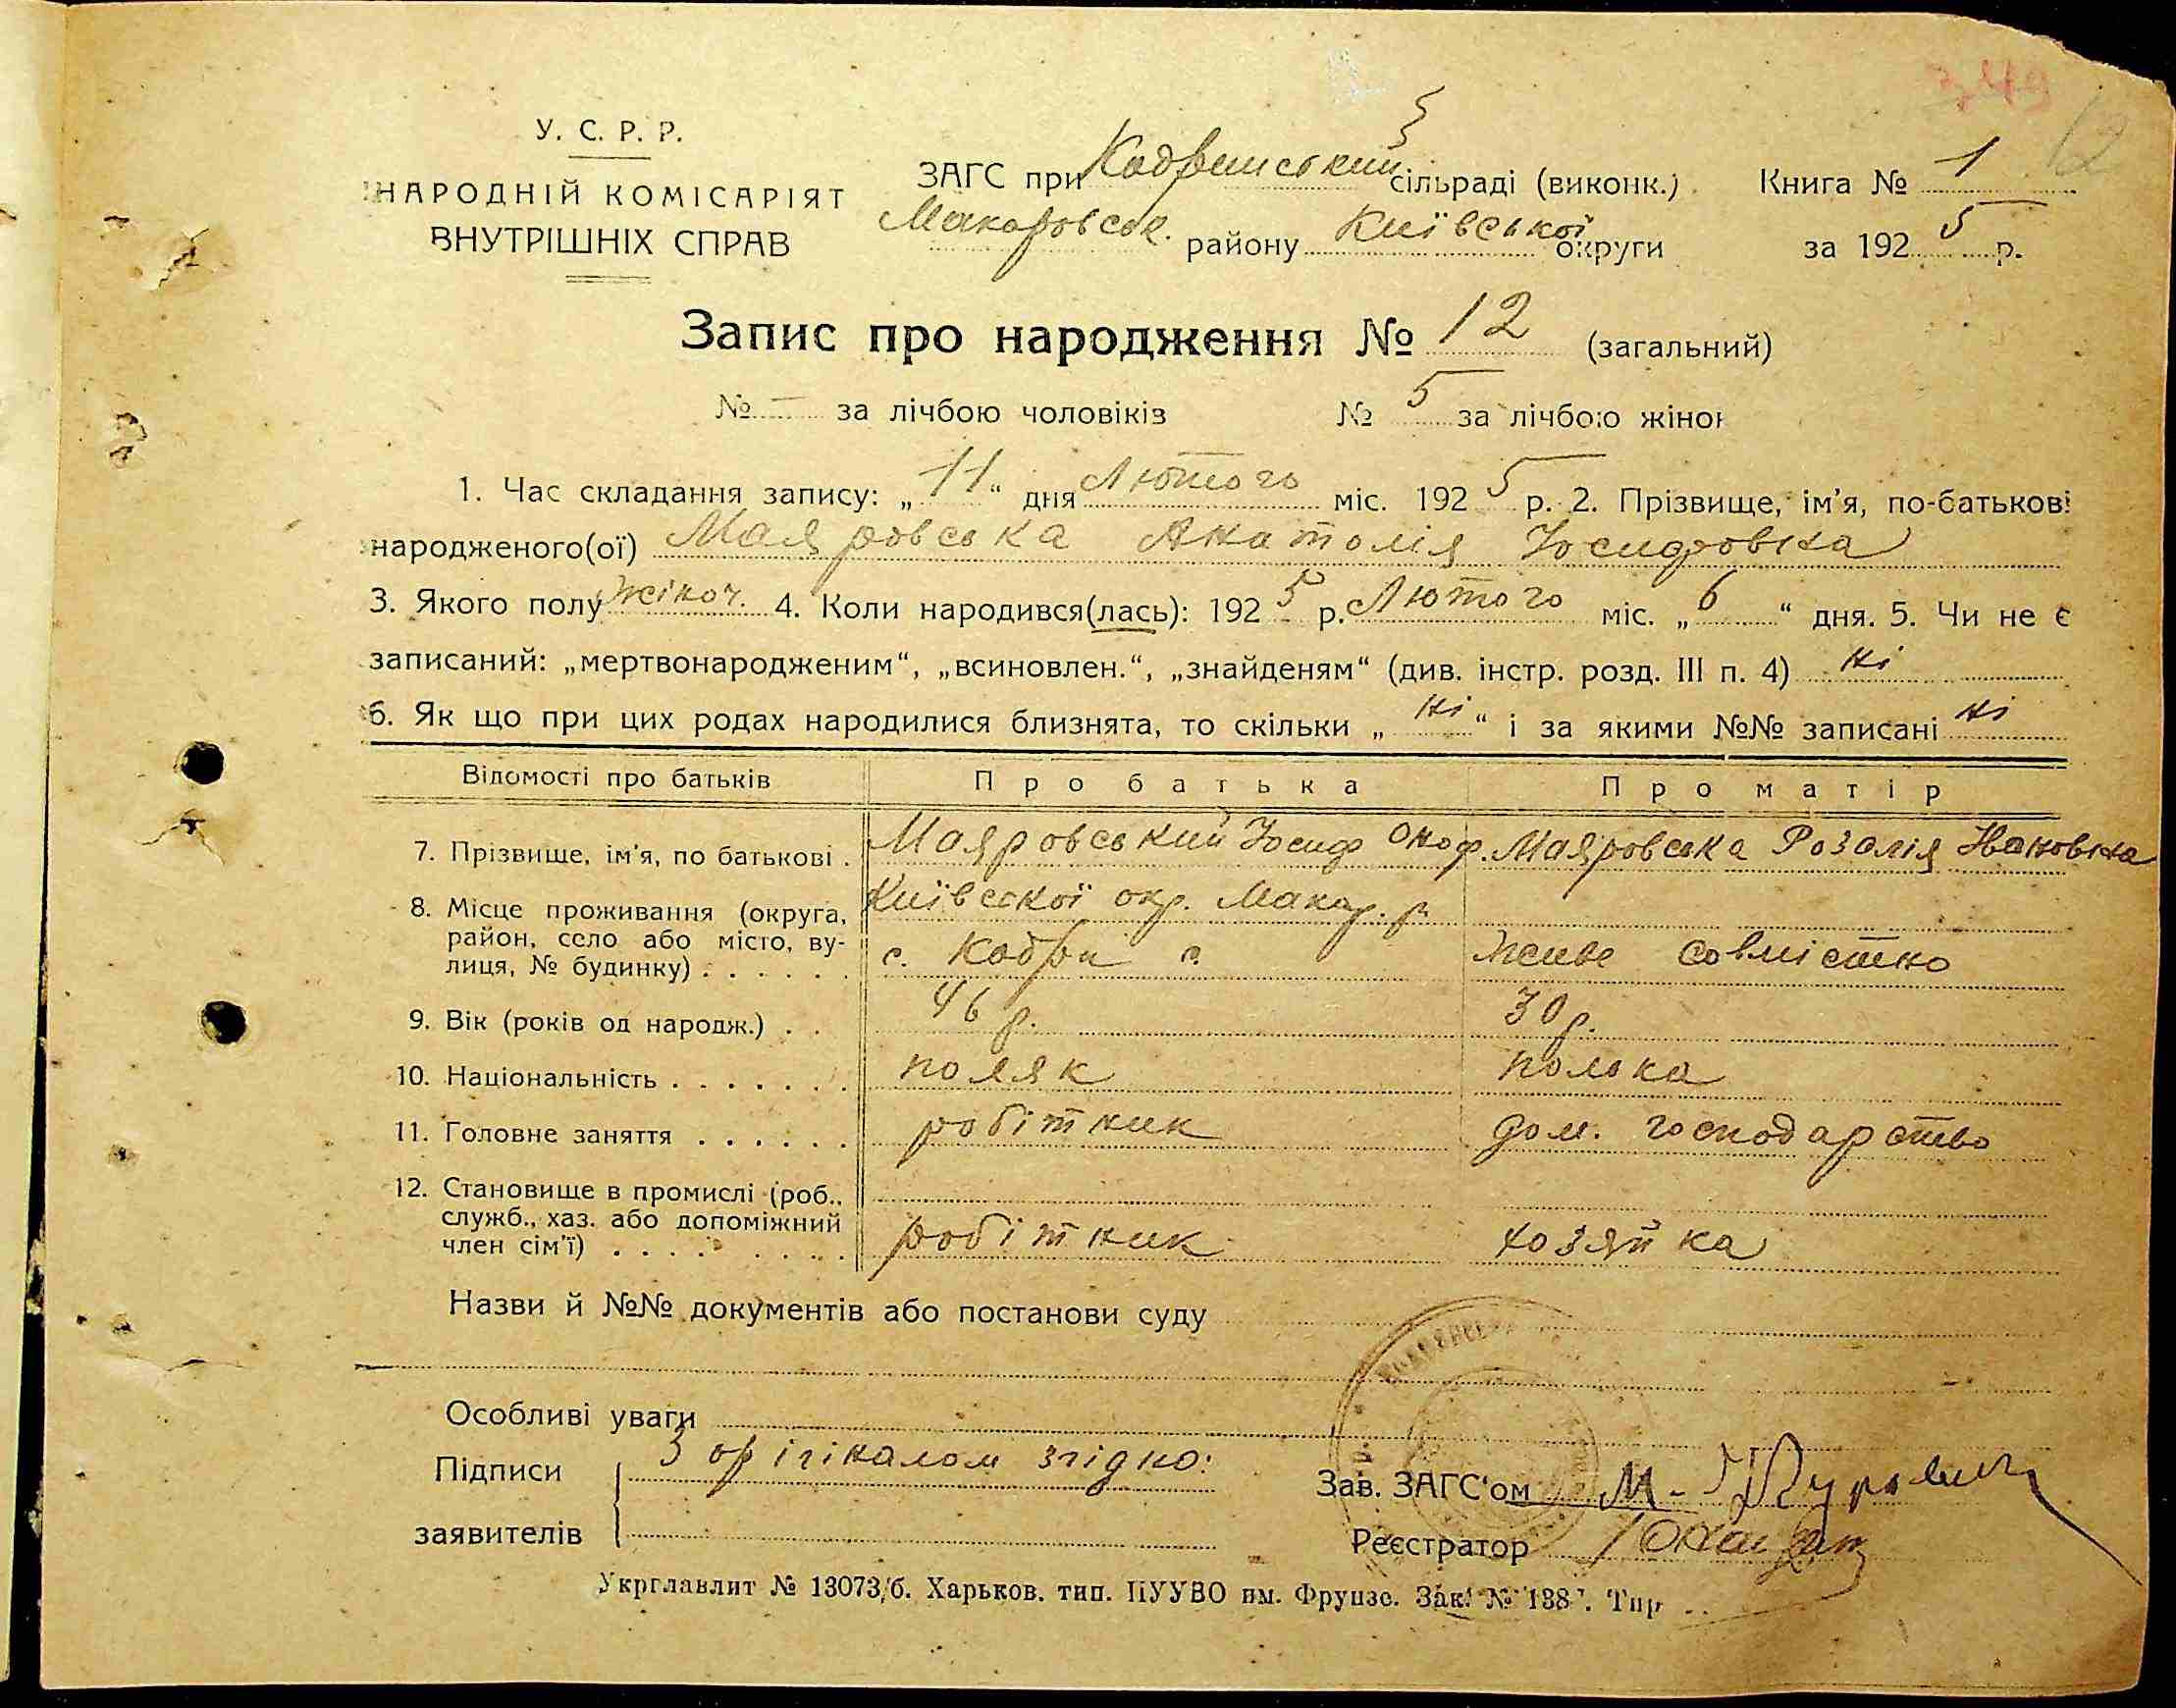 349
12
У. С. Р. Р.
НАРОДНІЙ КОМІСАРІЯТ
ВНУТРІШНІХ СПРАВ
ЗАГС при Кодринський сільраді (виконк.) Книга № 1
Макаровськ. району Київської округи за 1925 р.
Запис про народження № 12 (загальний)
№ — за лічбою чоловіків № 5 за лічбою жінок
1. Час складання запису: „11“ дня Лютого міс. 1925 р. 2. Прізвище, ім'я, по-батькові
народженого(ої) Маяровська Анатолія Йосифовна
3. Якого полу жіноч. 4. Коли народився(лась): 1925 р. Лютого міс. „6“ дня. 5. Чи не є
записаний: „мертвонародженим“, „всиновлен.“, „знайденям“ (див. інстр. розд. III п. 4) ні
6. Як що при цих родах народилися близнята, то скільки „ні“ і за якими №№ записані ні
Відомості про батьків Про батька Про матір
7. Прізвище, ім'я, по батькові . Маяровський Йосиф Оноф. Маяровська Розалія Ивановна
8. Місце проживання (округа, Київської окр. Макар. р.
район, село або місто, ву-
лиця, № будинку) . . . . . . с. Кодри живе совмістно
9. Вік (років од народж.) . . 46 р. 30 р.
10. Національність . . . . . . . поляк полька
11. Головне заняття . . . . . . робітник дом. господарство
12. Становище в промислі (роб.,
служб., хаз. або допоміжний
член сім'ї) . . . . . . . . . робітник хозяйка
Назви й №№ документів або постанови суду
Особливі уваги
Підписи З орігіналом згідно:
Зав. ЗАГС'ом М.
заявителів Реєстратор
Укрглавлит № 13073/б. Харьков. тип. ПУУВО им. Фрунзе. Зак. № 138 . Тир